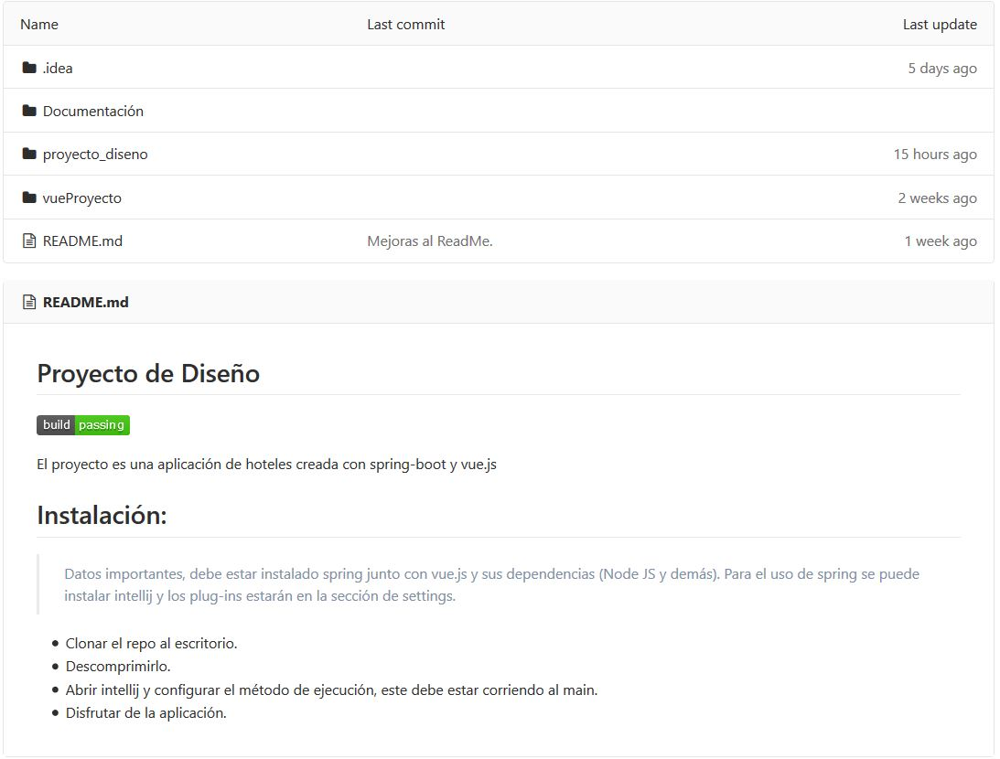 Name Last commit Last update
.idea 5 days ago
Documentación
proyecto_diseno 15 hours ago
vueProyecto 2 weeks ago
README.md Mejoras al ReadMe. 1 week ago
README.md
Proyecto de Diseño
build passing
El proyecto es una aplicación de hoteles creada con spring-boot y vue.js
Instalación:
Datos importantes, debe estar instalado spring junto con vue.js y sus dependencias (Node JS y demás). Para el uso de spring se puede
instalar intellij y los plug-ins estarán en la sección de settings.
• Clonar el repo al escritorio.
• Descomprimirlo.
• Abrir intellij y configurar el método de ejecución, este debe estar corriendo al main.
• Disfrutar de la aplicación.